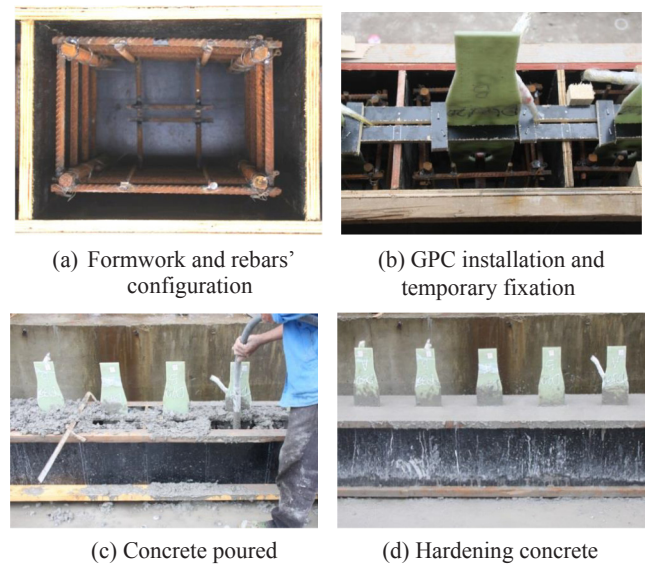 (a) Formwork and rebars'
configuration
(b) GPC installation and
temporary fixation
(c) Concrete poured
(d) Hardening concrete